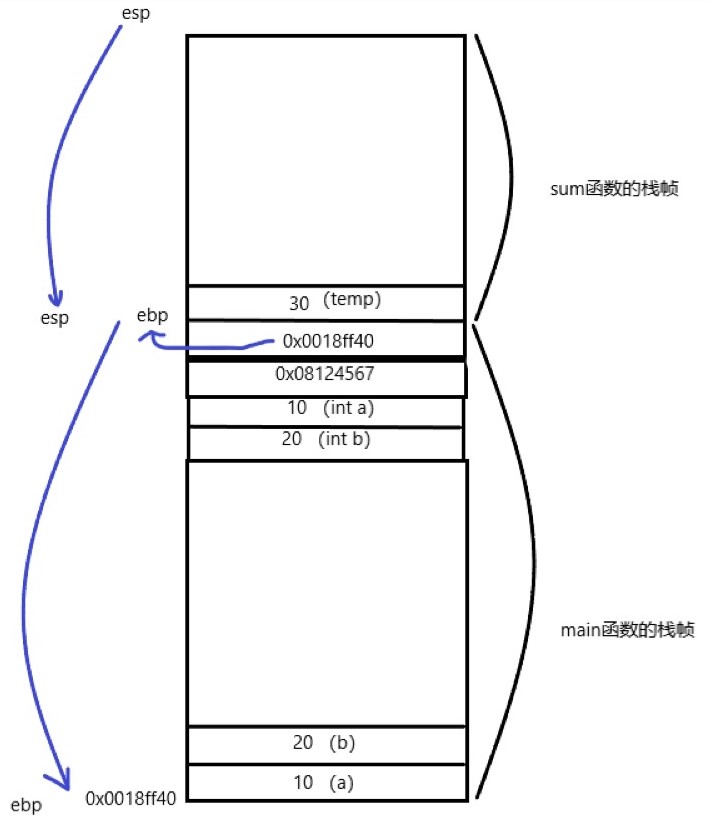 esp
sum函数的栈帧
30 (temp)
esp
ebp
0x0018ff40
0x08124567
10 (int a)
20 (int b)
main函数的栈帧
20 (b)
10 (a)
ebp
0x0018ff40